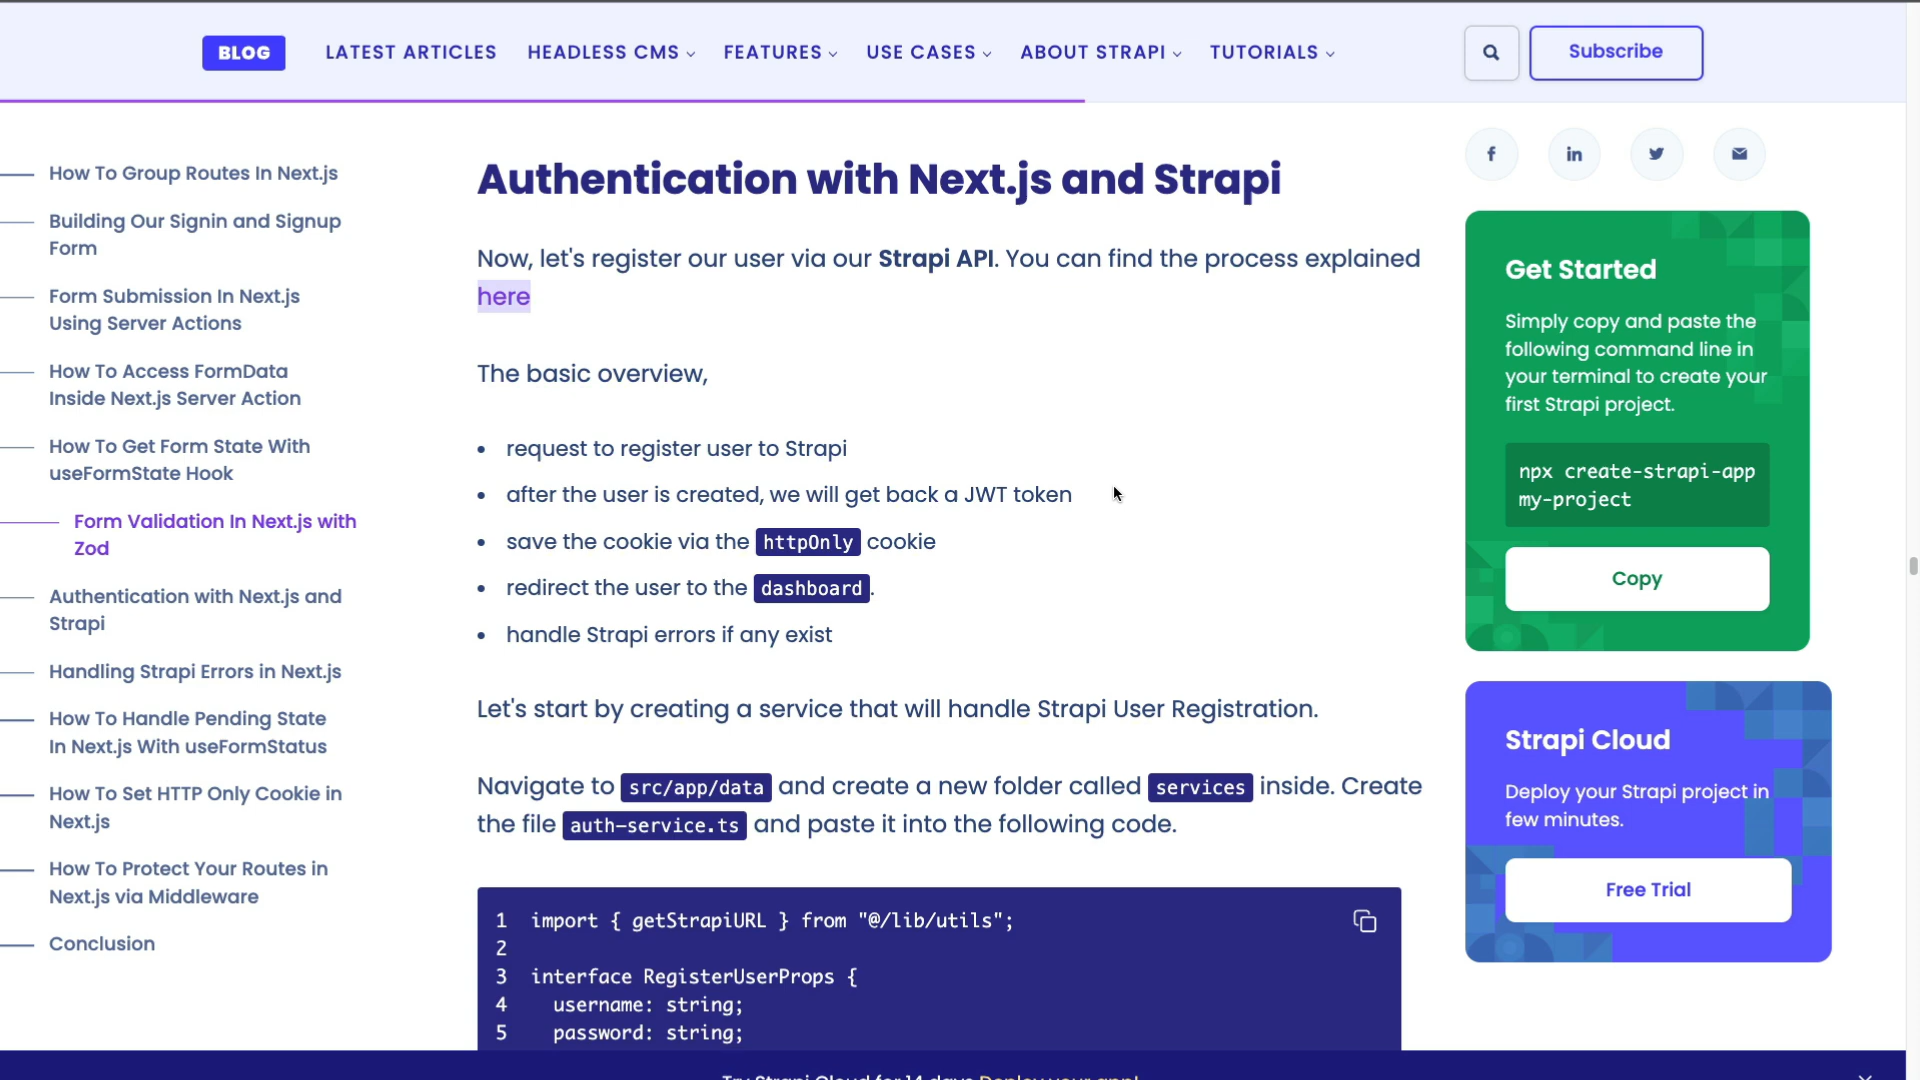 BLOG
LATEST ARTICLES
HEADLESS CMS
FEATURES
USE CASES
ABOUT STRAPI
TUTORIALS
Subscribe
How To Group Routes In Next.js
Building Our Signin and Signup
Form
Form Submission In Next.js
Using Server Actions
How To Access FormData
Inside Next.js Server Action
How To Get Form State With
useFormState Hook
Form Validation In Next.js with
Zod
Authentication with Next.js and
Strapi
Handling Strapi Errors in Next.js
How To Handle Pending State
In Next.js With useFormStatus
How To Set HTTP Only Cookie in
Next.js
How To Protect Your Routes in
Next.js via Middleware
Conclusion
Authentication with Next.js and Strapi
Now, let's register our user via our Strapi API. You can find the process explained
here
The basic overview,
• request to register user to Strapi
• after the user is created, we will get back a JWT token
• save the cookie via the httpOnly cookie
• redirect the user to the dashboard.
• handle Strapi errors if any exist
Let's start by creating a service that will handle Strapi User Registration.
Navigate to src/app/data and create a new folder called services inside. Create
the file auth-service.ts and paste it into the following code.
1 import { getStrapiURL } from "@/lib/utils";
2
3 interface RegisterUserProps {
4 username: string;
5 password: string;
f
in
Get Started
Simply copy and paste the
following command line in
your terminal to create your
first Strapi project.
npx create-strapi-app
my-project
Copy
Strapi Cloud
Deploy your Strapi project in
few minutes.
Free Trial
Try Strapi Cloud for 14 days Deploy your app!